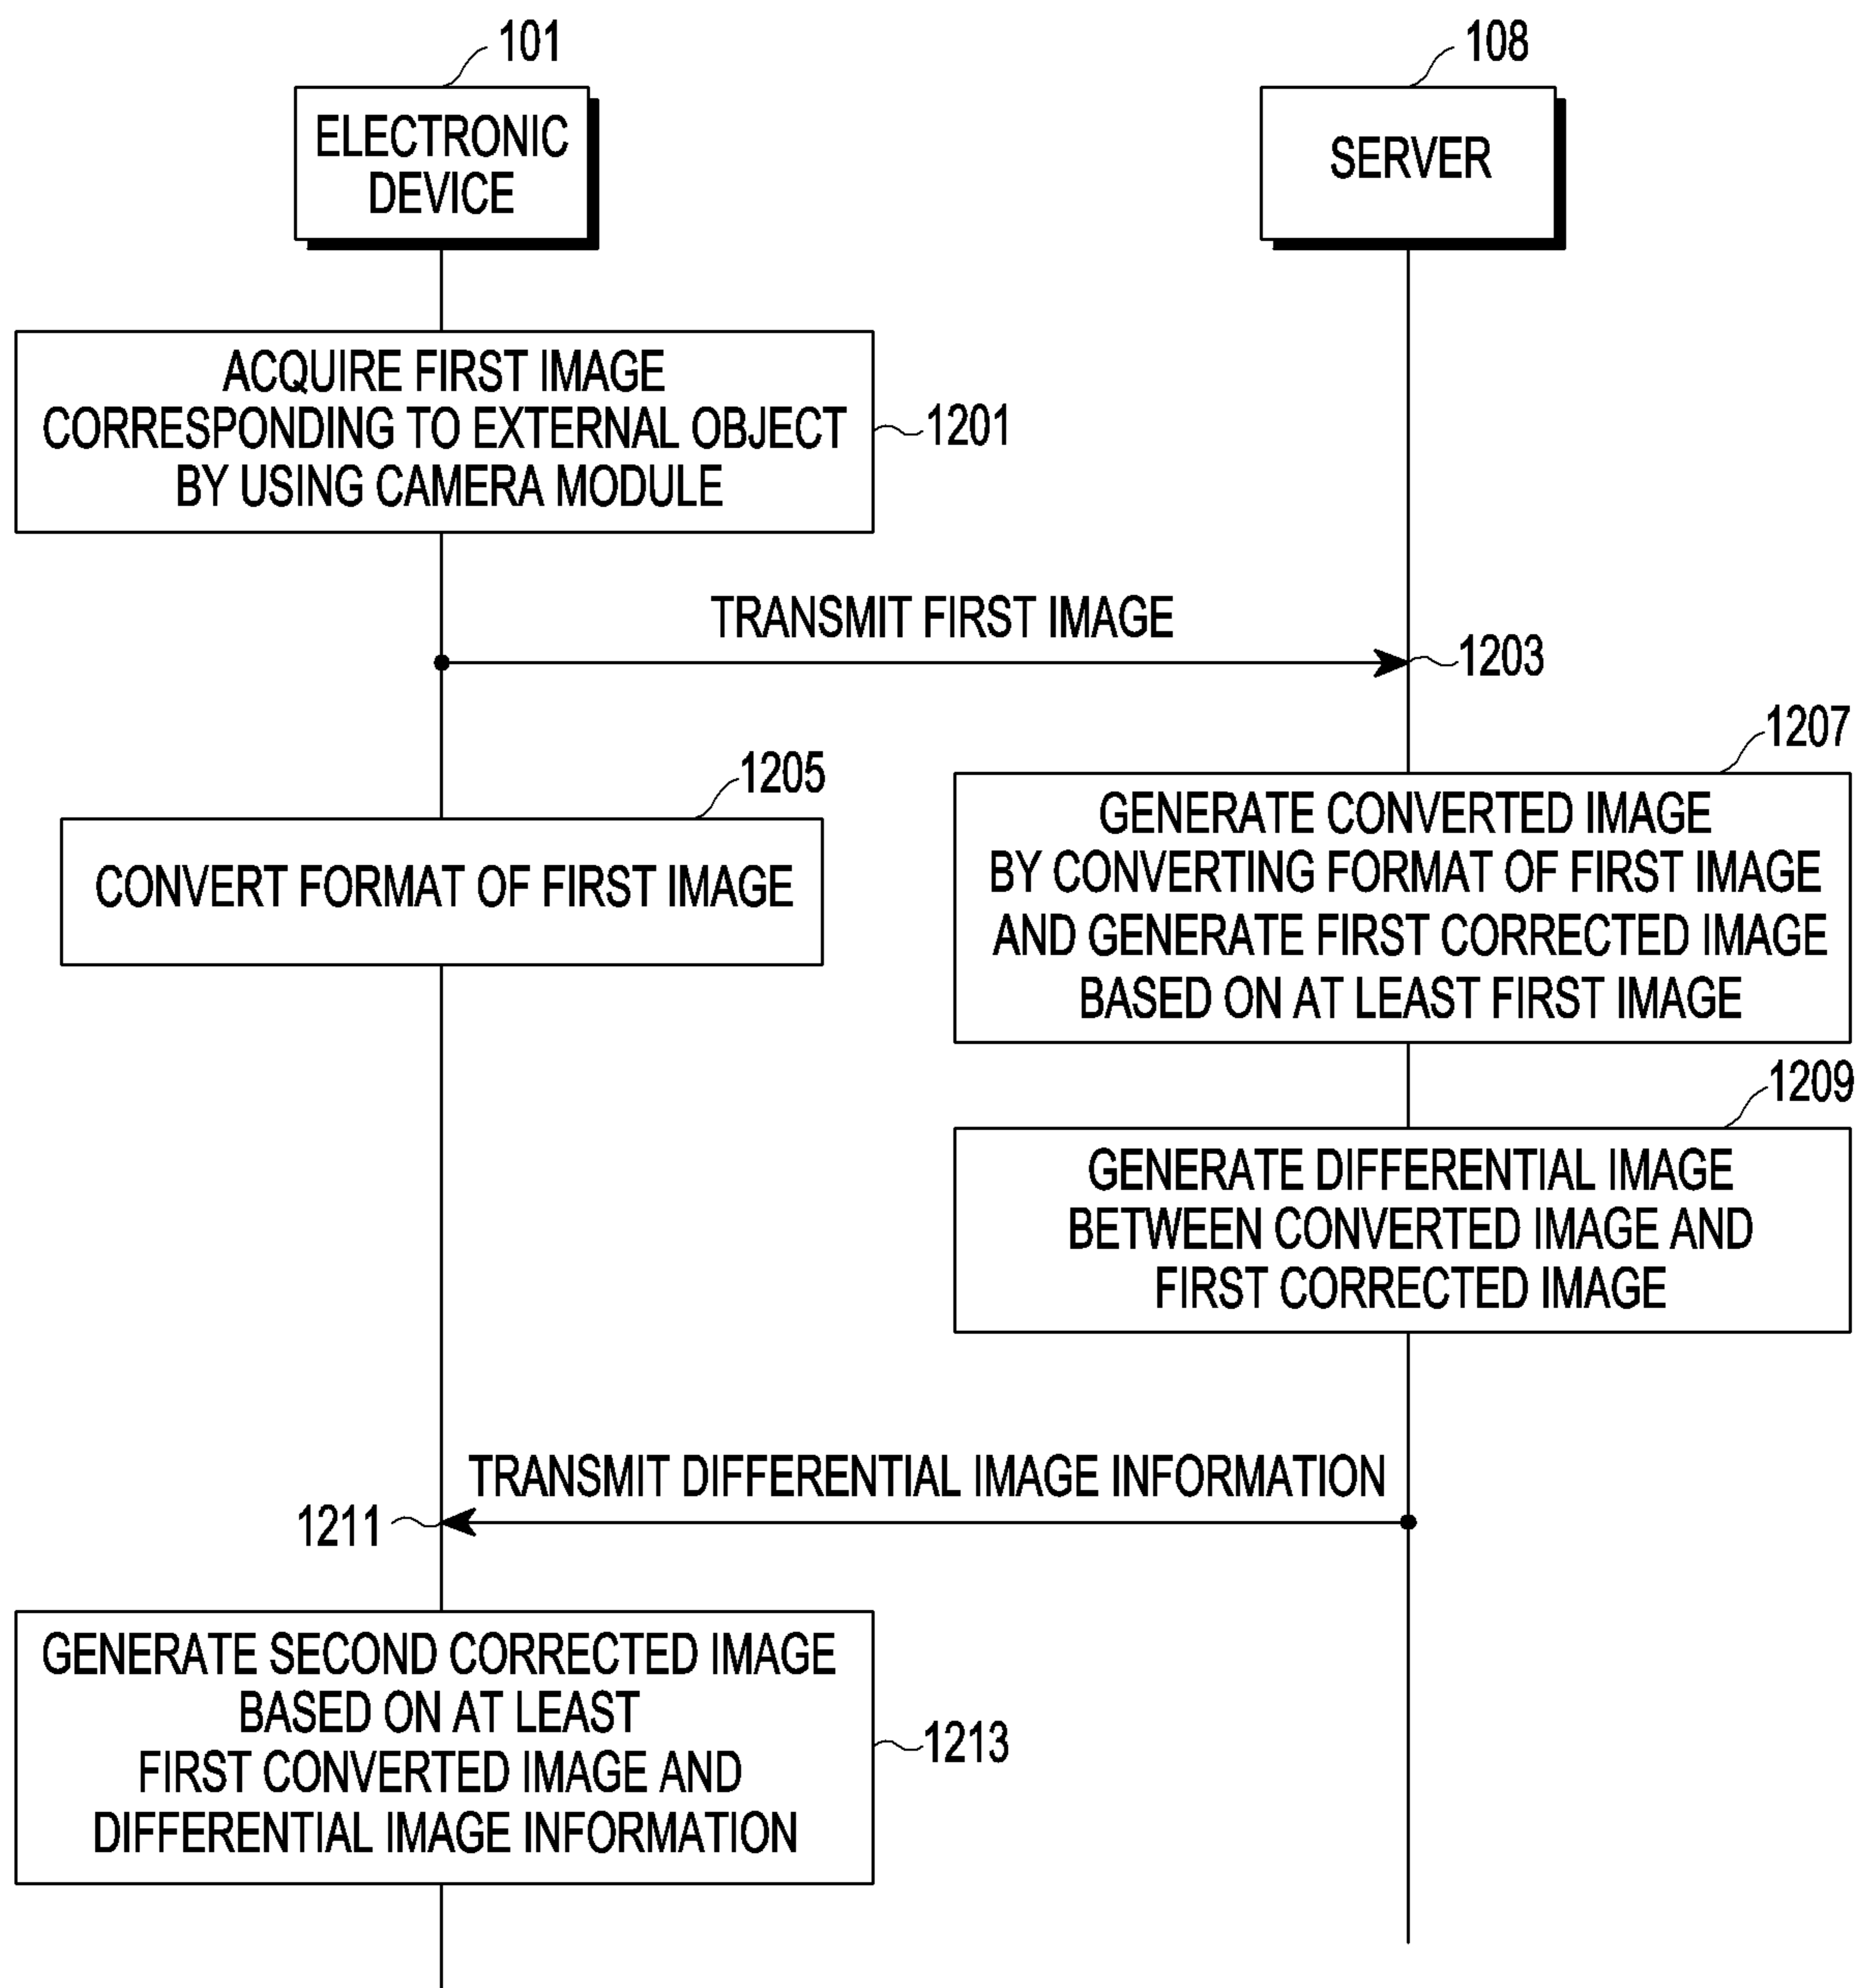 101
ELECTRONIC
DEVICE
108
SERVER
ACQUIRE FIRST IMAGE
CORRESPONDING TO EXTERNAL OBJECT
BY USING CAMERA MODULE
1201
TRANSMIT FIRST IMAGE
1203
1205
CONVERT FORMAT OF FIRST IMAGE
1207
GENERATE CONVERTED IMAGE
BY CONVERTING FORMAT OF FIRST IMAGE
AND GENERATE FIRST CORRECTED IMAGE
BASED ON AT LEAST FIRST IMAGE
1209
GENERATE DIFFERENTIAL IMAGE
BETWEEN CONVERTED IMAGE AND
FIRST CORRECTED IMAGE
TRANSMIT DIFFERENTIAL IMAGE INFORMATION
1211
GENERATE SECOND CORRECTED IMAGE
BASED ON AT LEAST
FIRST CONVERTED IMAGE AND
DIFFERENTIAL IMAGE INFORMATION
1213